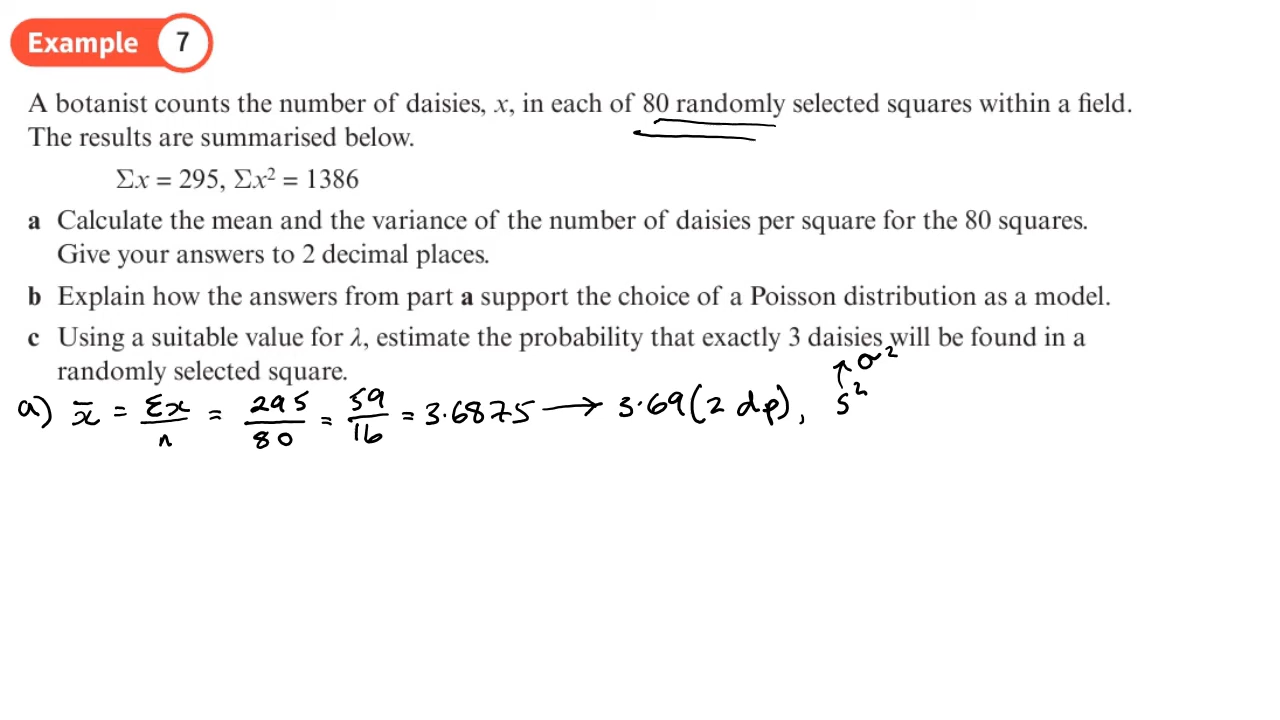 Example 7
A botanist counts the number of daisies, x, in each of 80 randomly selected squares within a field.
The results are summarised below.
Σx = 295, Σx² = 1386
a Calculate the mean and the variance of the number of daisies per square for the 80 squares.
Give your answers to 2 decimal places.
b Explain how the answers from part a support the choice of a Poisson distribution as a model.
c Using a suitable value for λ, estimate the probability that exactly 3 daisies will be found in a
randomly selected square.
↑ σ²
a) x̄ = Σx/n = 295/80 = 59/16 = 3.6875 → 3.69 (2 dp), s²